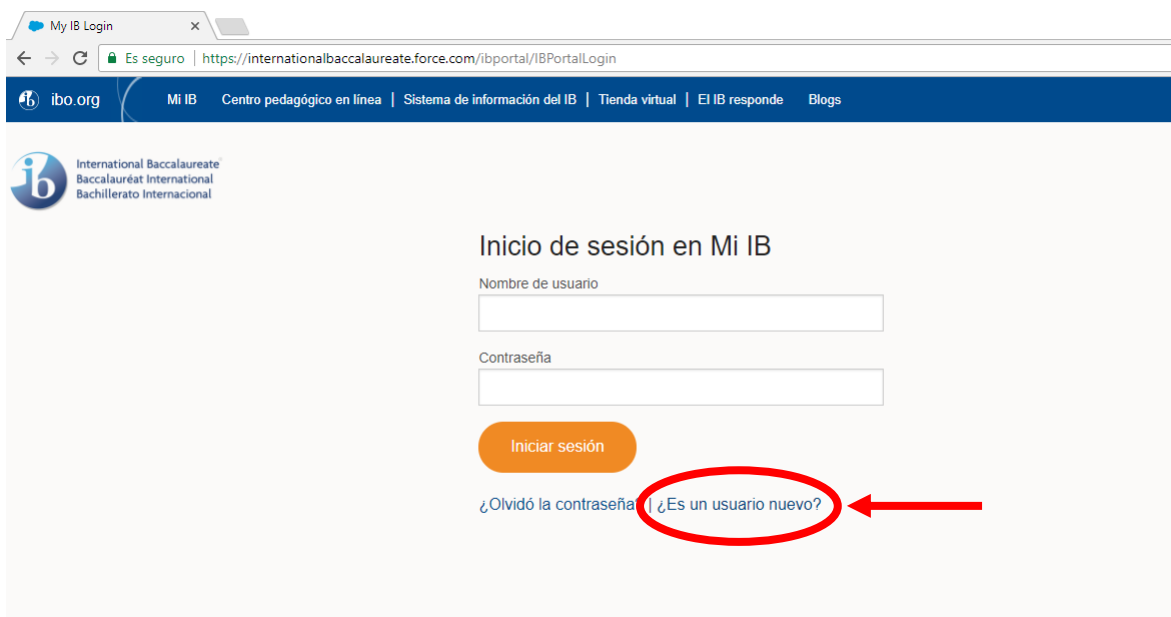 My IB Login
Es seguro | https://internationalbaccalaureate.force.com/ibportal/IBPortalLogin
ibo.org Mi IB Centro pedagógico en línea | Sistema de información del IB | Tienda virtual | El IB responde Blogs
International Baccalaureate
Baccalauréat International
Bachillerato Internacional
Inicio de sesión en Mi IB
Nombre de usuario
Contraseña
Iniciar sesión
¿Olvidó la contraseña? | ¿Es un usuario nuevo?